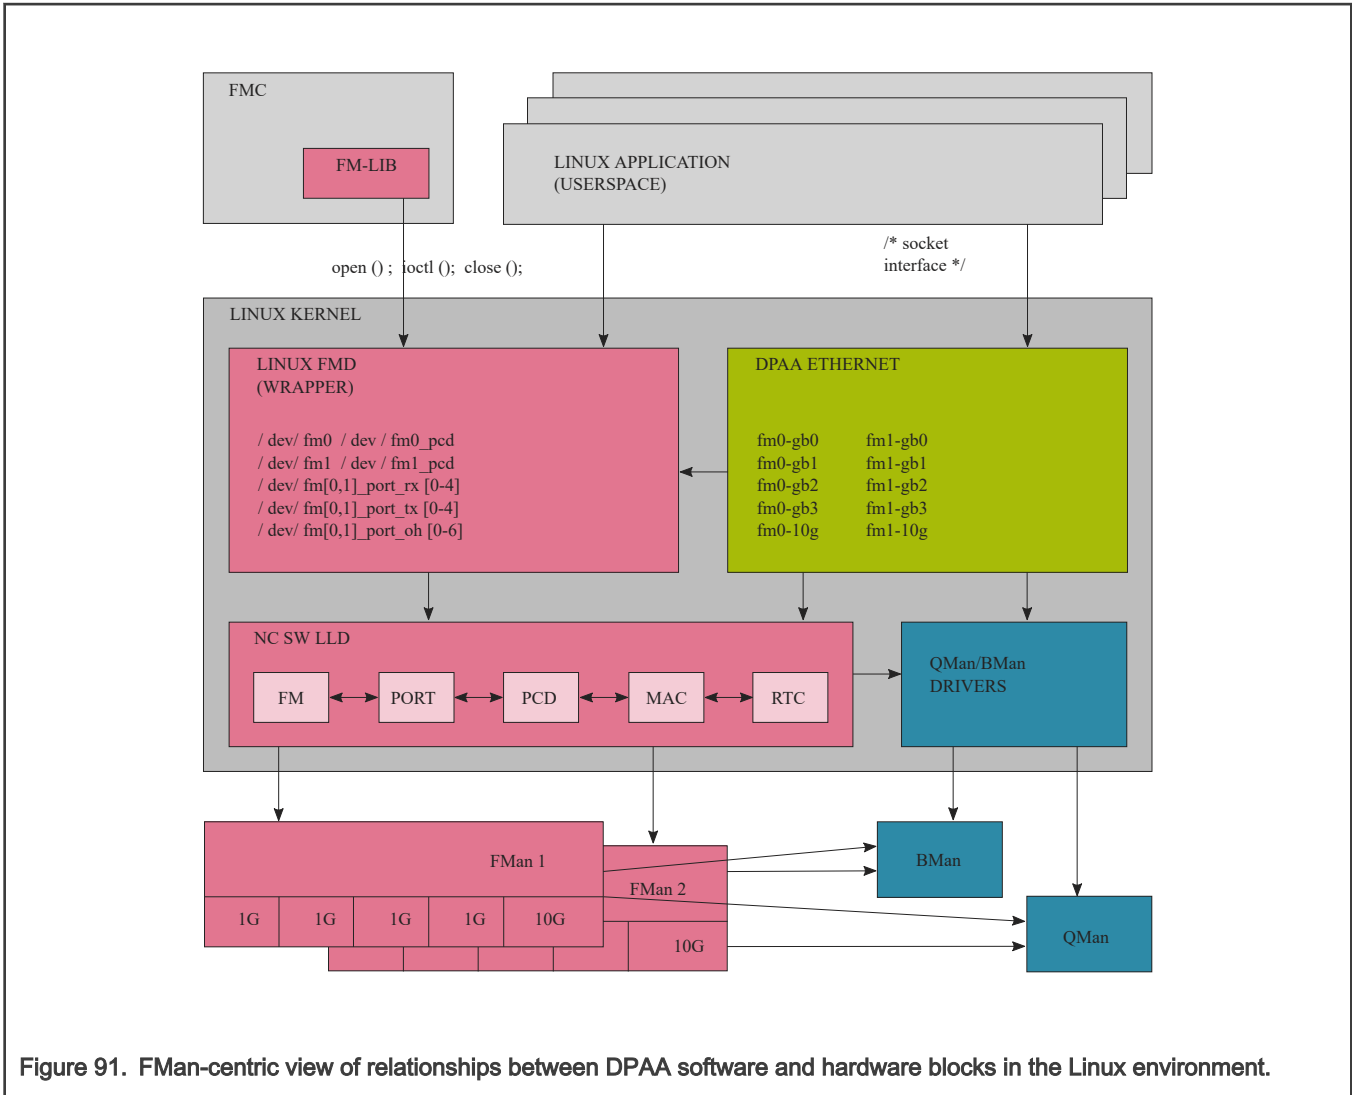 FMC
FM-LIB
LINUX APPLICATION
(USERSPACE)
/* socket
interface */
open () ; ioctl (); close ();
LINUX KERNEL
LINUX FMD
(WRAPPER)
/ dev/ fm0 / dev / fm0_pcd
/ dev/ fm1 / dev / fm1_pcd
/ dev/ fm[0,1]_port_rx [0-4]
/ dev/ fm[0,1]_port_tx [0-4]
/ dev/ fm[0,1]_port_oh [0-6]
DPAA ETHERNET
fm0-gb0 fm1-gb0
fm0-gb1 fm1-gb1
fm0-gb2 fm1-gb2
fm0-gb3 fm1-gb3
fm0-10g fm1-10g
NC SW LLD
FM PORT PCD MAC RTC
QMan/BMan
DRIVERS
FMan 1
1G 1G 1G 1G 10G
FMan 2
10G
BMan
QMan
Figure 91. FMan-centric view of relationships between DPAA software and hardware blocks in the Linux environment.